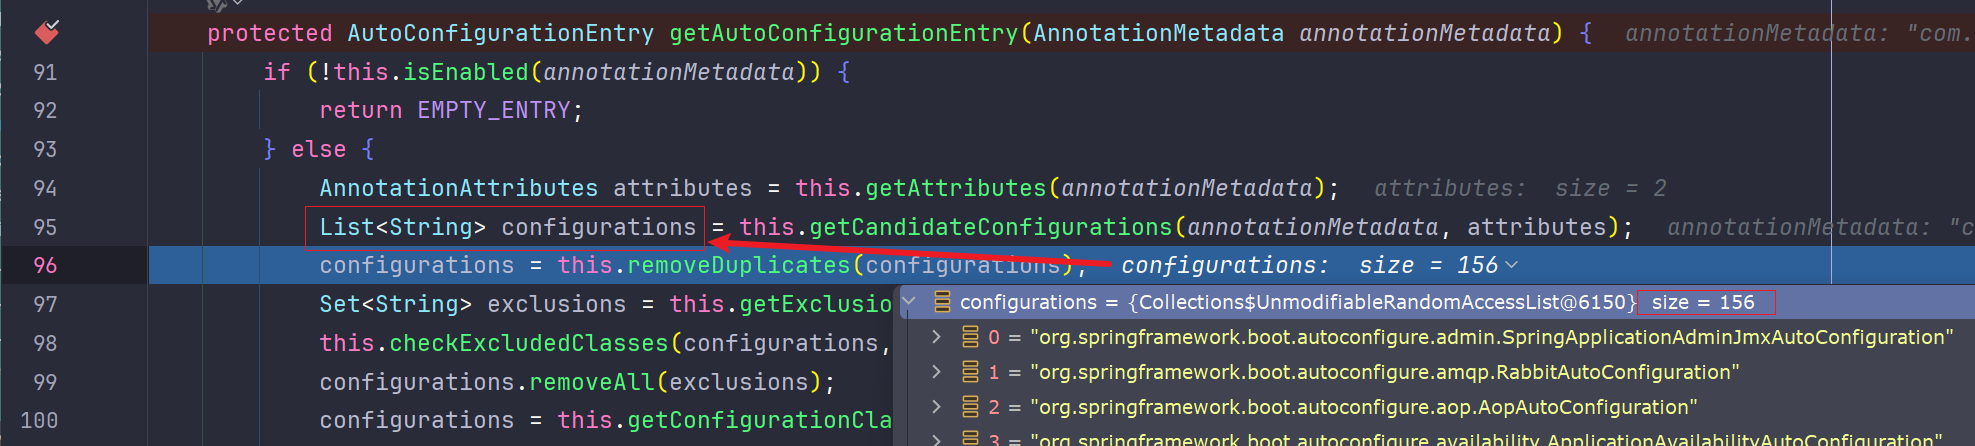 protected AutoConfigurationEntry getAutoConfigurationEntry(AnnotationMetadata annotationMetadata) { annotationMetadata: "com.
91 if (!this.isEnabled(annotationMetadata)) {
92 return EMPTY_ENTRY;
93 } else {
94 AnnotationAttributes attributes = this.getAttributes(annotationMetadata); attributes: size = 2
95 List<String> configurations = this.getCandidateConfigurations(annotationMetadata, attributes); annotationMetadata: "c
96 configurations = this.removeDuplicates(configurations); configurations: size = 156
97 Set<String> exclusions = this.getExclusio
configurations = {Collections$UnmodifiableRandomAccessList@6150} size = 156
98 this.checkExcludedClasses(configurations,
0 = "org.springframework.boot.autoconfigure.admin.SpringApplicationAdminJmxAutoConfiguration"
99 configurations.removeAll(exclusions);
1 = "org.springframework.boot.autoconfigure.amqp.RabbitAutoConfiguration"
100 configurations = this.getConfigurationCla
2 = "org.springframework.boot.autoconfigure.aop.AopAutoConfiguration"
3 = "org.springframework.boot.autoconfigure.availability.ApplicationAvailabilityAutoConfiguration"